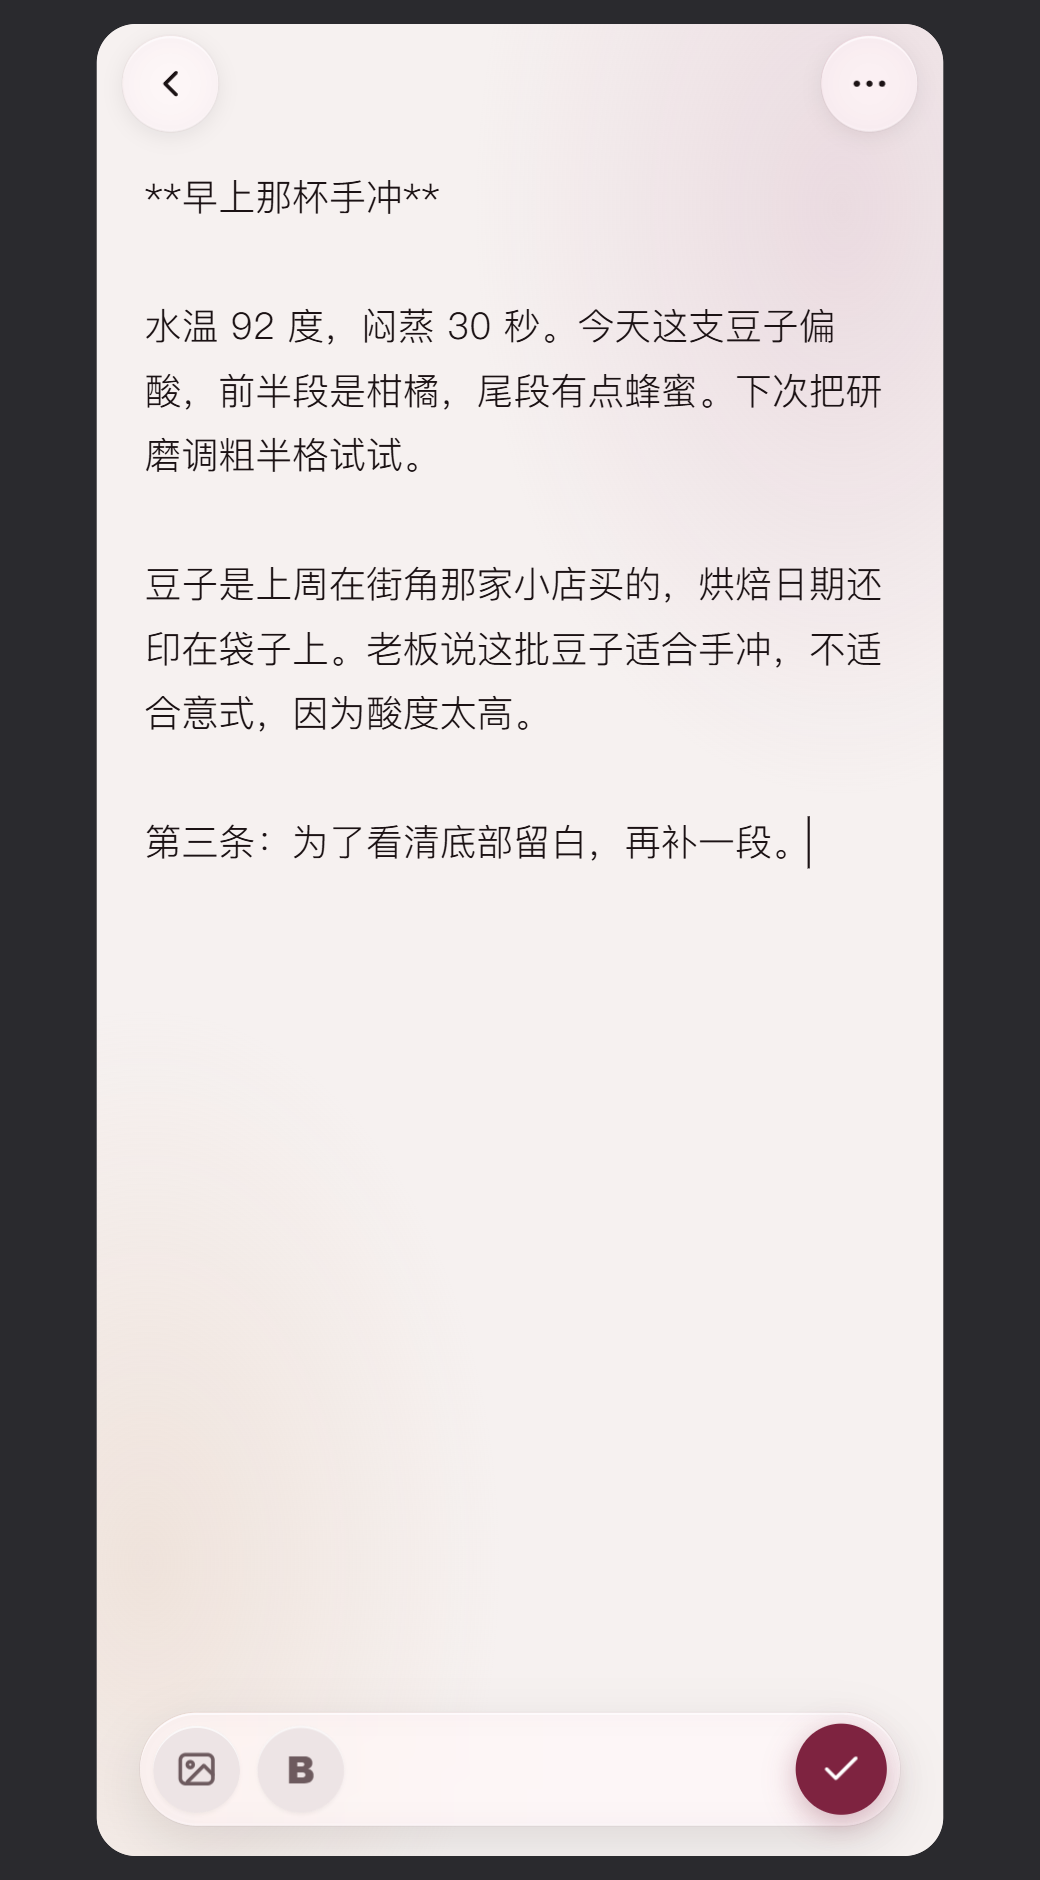 **早上那杯手冲**
水温 92 度，闷蒸 30 秒。今天这支豆子偏
酸，前半段是柑橘，尾段有点蜂蜜。下次把研
磨调粗半格试试。
豆子是上周在街角那家小店买的，烘焙日期还
印在袋子上。老板说这批豆子适合手冲，不适
合意式，因为酸度太高。
第三条：为了看清底部留白，再补一段。
B